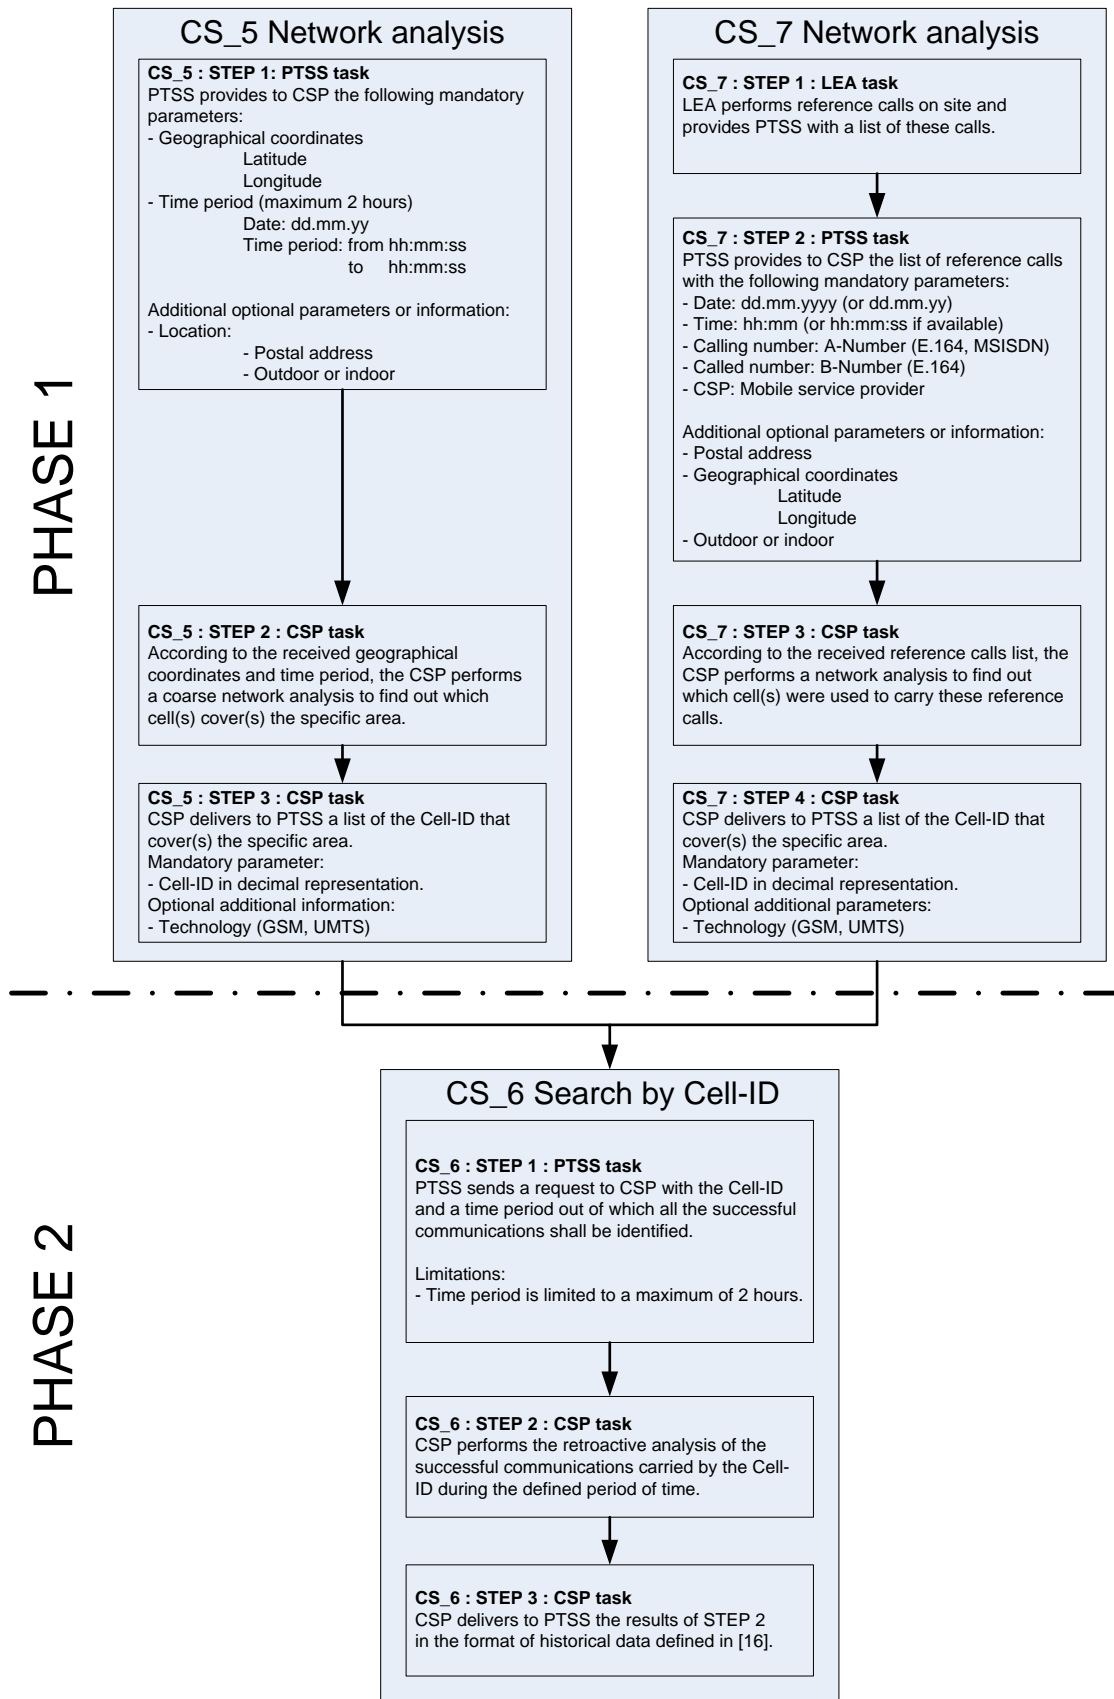 PHASE 1
CS_5 Network analysis
CS_5 : STEP 1: PTSS task
PTSS provides to CSP the following mandatory
parameters:
- Geographical coordinates
Latitude
Longitude
- Time period (maximum 2 hours)
Date: dd.mm.yy
Time period: from hh:mm:ss
to hh:mm:ss
Additional optional parameters or information:
- Location:
- Postal address
- Outdoor or indoor
CS_5 : STEP 2 : CSP task
According to the received geographical
coordinates and time period, the CSP performs
a coarse network analysis to find out which
cell(s) cover(s) the specific area.
CS_5 : STEP 3 : CSP task
CSP delivers to PTSS a list of the Cell-ID that
cover(s) the specific area.
Mandatory parameter:
- Cell-ID in decimal representation.
Optional additional information:
- Technology (GSM, UMTS)
CS_7 Network analysis
CS_7 : STEP 1 : LEA task
LEA performs reference calls on site and
provides PTSS with a list of these calls.
CS_7 : STEP 2 : PTSS task
PTSS provides to CSP the list of reference calls
with the following mandatory parameters:
- Date: dd.mm.yyyy (or dd.mm.yy)
- Time: hh:mm (or hh:mm:ss if available)
- Calling number: A-Number (E.164, MSISDN)
- Called number: B-Number (E.164)
- CSP: Mobile service provider
Additional optional parameters or information:
- Postal address
- Geographical coordinates
Latitude
Longitude
- Outdoor or indoor
CS_7 : STEP 3 : CSP task
According to the received reference calls list, the
CSP performs a network analysis to find out
which cell(s) were used to carry these reference
calls.
CS_7 : STEP 4 : CSP task
CSP delivers to PTSS a list of the Cell-ID that
cover(s) the specific area.
Mandatory parameter:
- Cell-ID in decimal representation.
Optional additional parameters:
- Technology (GSM, UMTS)
PHASE 2
CS_6 Search by Cell-ID
CS_6 : STEP 1 : PTSS task
PTSS sends a request to CSP with the Cell-ID
and a time period out of which all the successful
communications shall be identified.
Limitations:
- Time period is limited to a maximum of 2 hours.
CS_6 : STEP 2 : CSP task
CSP performs the retroactive analysis of the
successful communications carried by the Cell-
ID during the defined period of time.
CS_6 : STEP 3 : CSP task
CSP delivers to PTSS the results of STEP 2
in the format of historical data defined in [16].